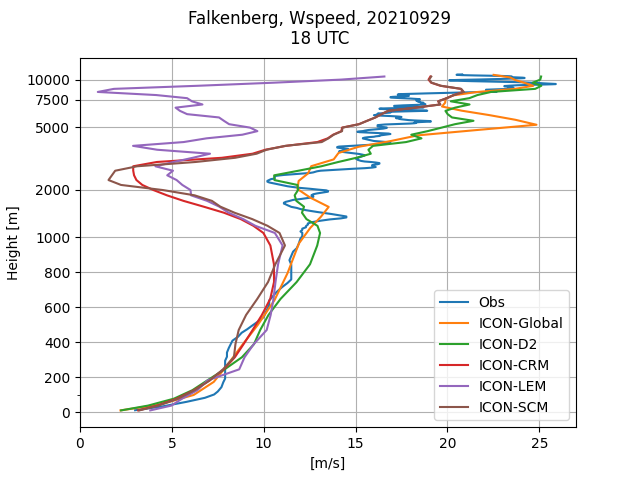 Falkenberg, Wspeed, 20210929
18 UTC
Height [m]
10000
7500
5000
2000
1000
800
600
400
200
0
0 5 10 15 20 25
[m/s]
Obs
ICON-Global
ICON-D2
ICON-CRM
ICON-LEM
ICON-SCM